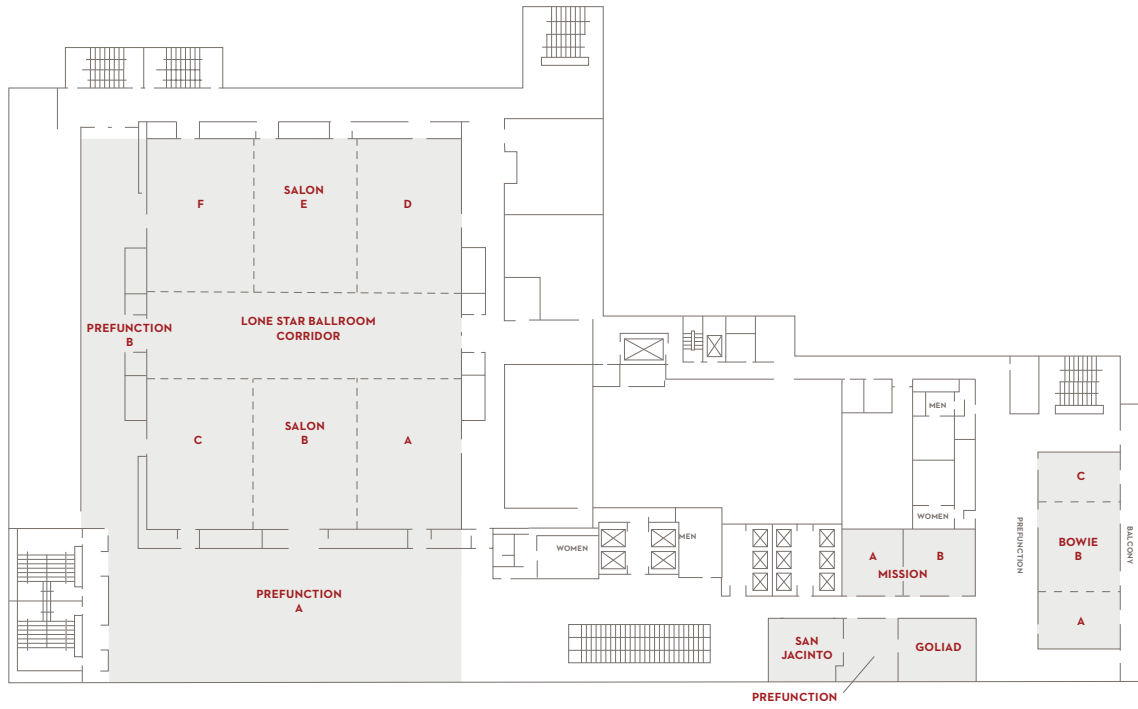 F
SALON
E
D
PREFUNCTION
B
LONE STAR BALLROOM
CORRIDOR
C
SALON
B
A
PREFUNCTION
A
WOMEN
MEN
MEN
WOMEN
A
B
MISSION
SAN
JACINTO
GOLIAD
PREFUNCTION
PREFUNCTION
C
BOWIE
B
A
BALCONY